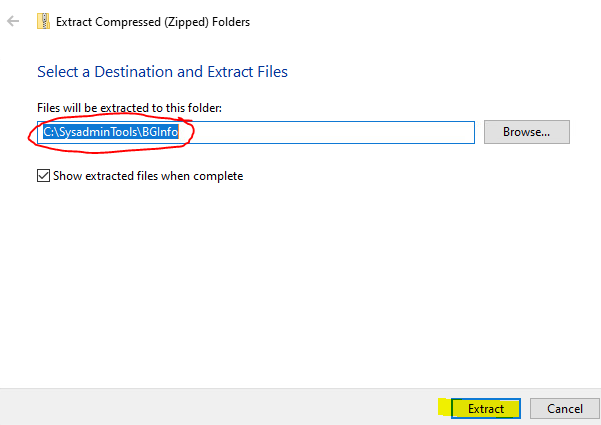 Extract Compressed (Zipped) Folders
Select a Destination and Extract Files
Files will be extracted to this folder:
C:\SysadminTools\BGInfo
Browse...
Show extracted files when complete
Extract
Cancel